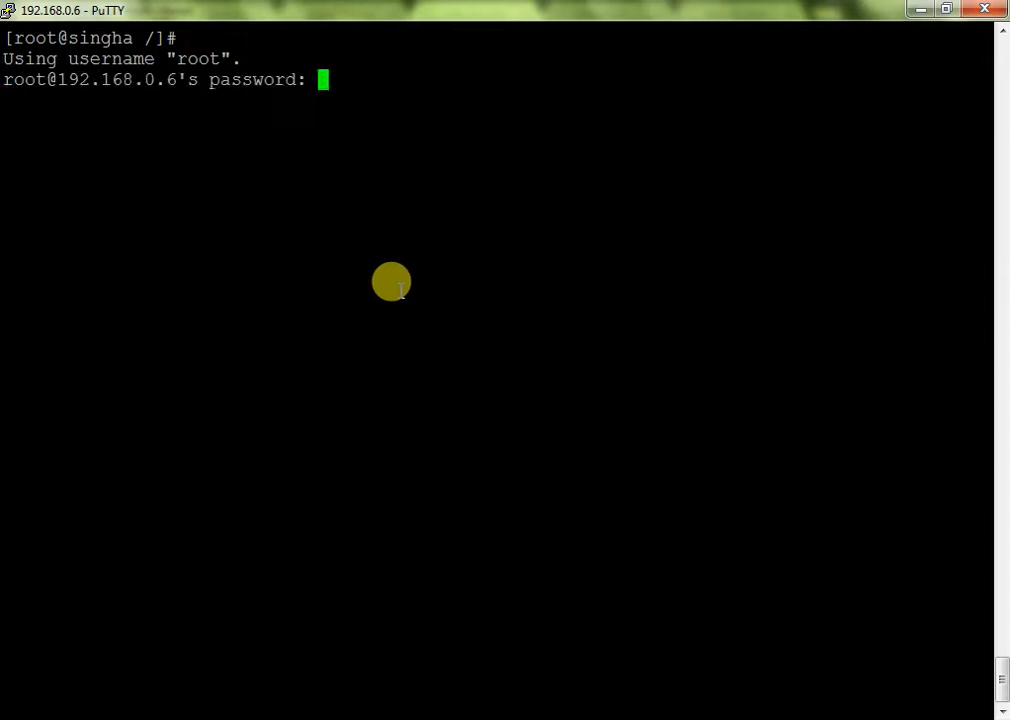 192.168.0.6 - PuTTY
[root@singha /]#
Using username "root".
root@192.168.0.6's password: